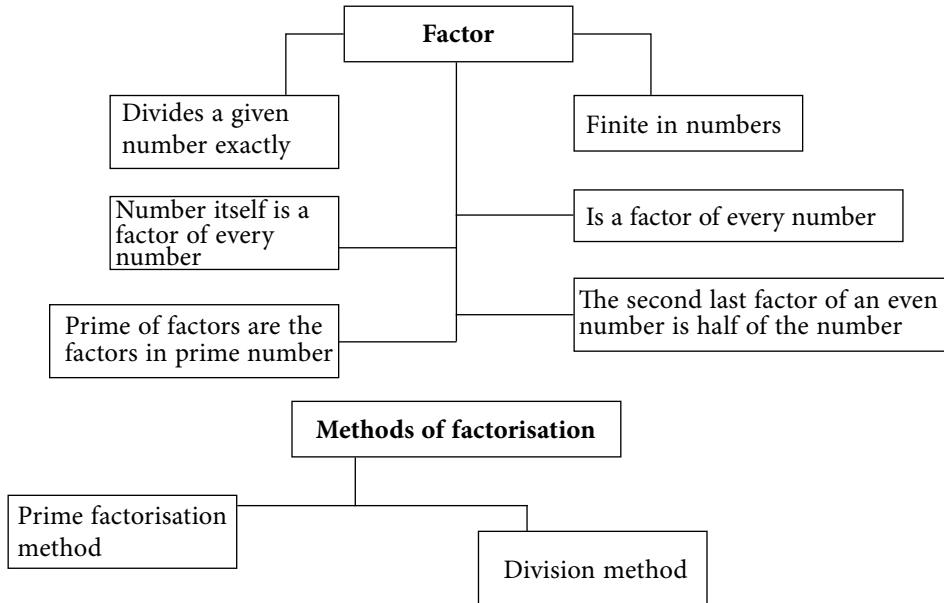 Factor
Divides a given
number exactly
Finite in numbers
Number itself is a
factor of every
number
Is a factor of every number
Prime of factors are the
factors in prime number
The second last factor of an even
number is half of the number
Methods of factorisation
Prime factorisation
method
Division method